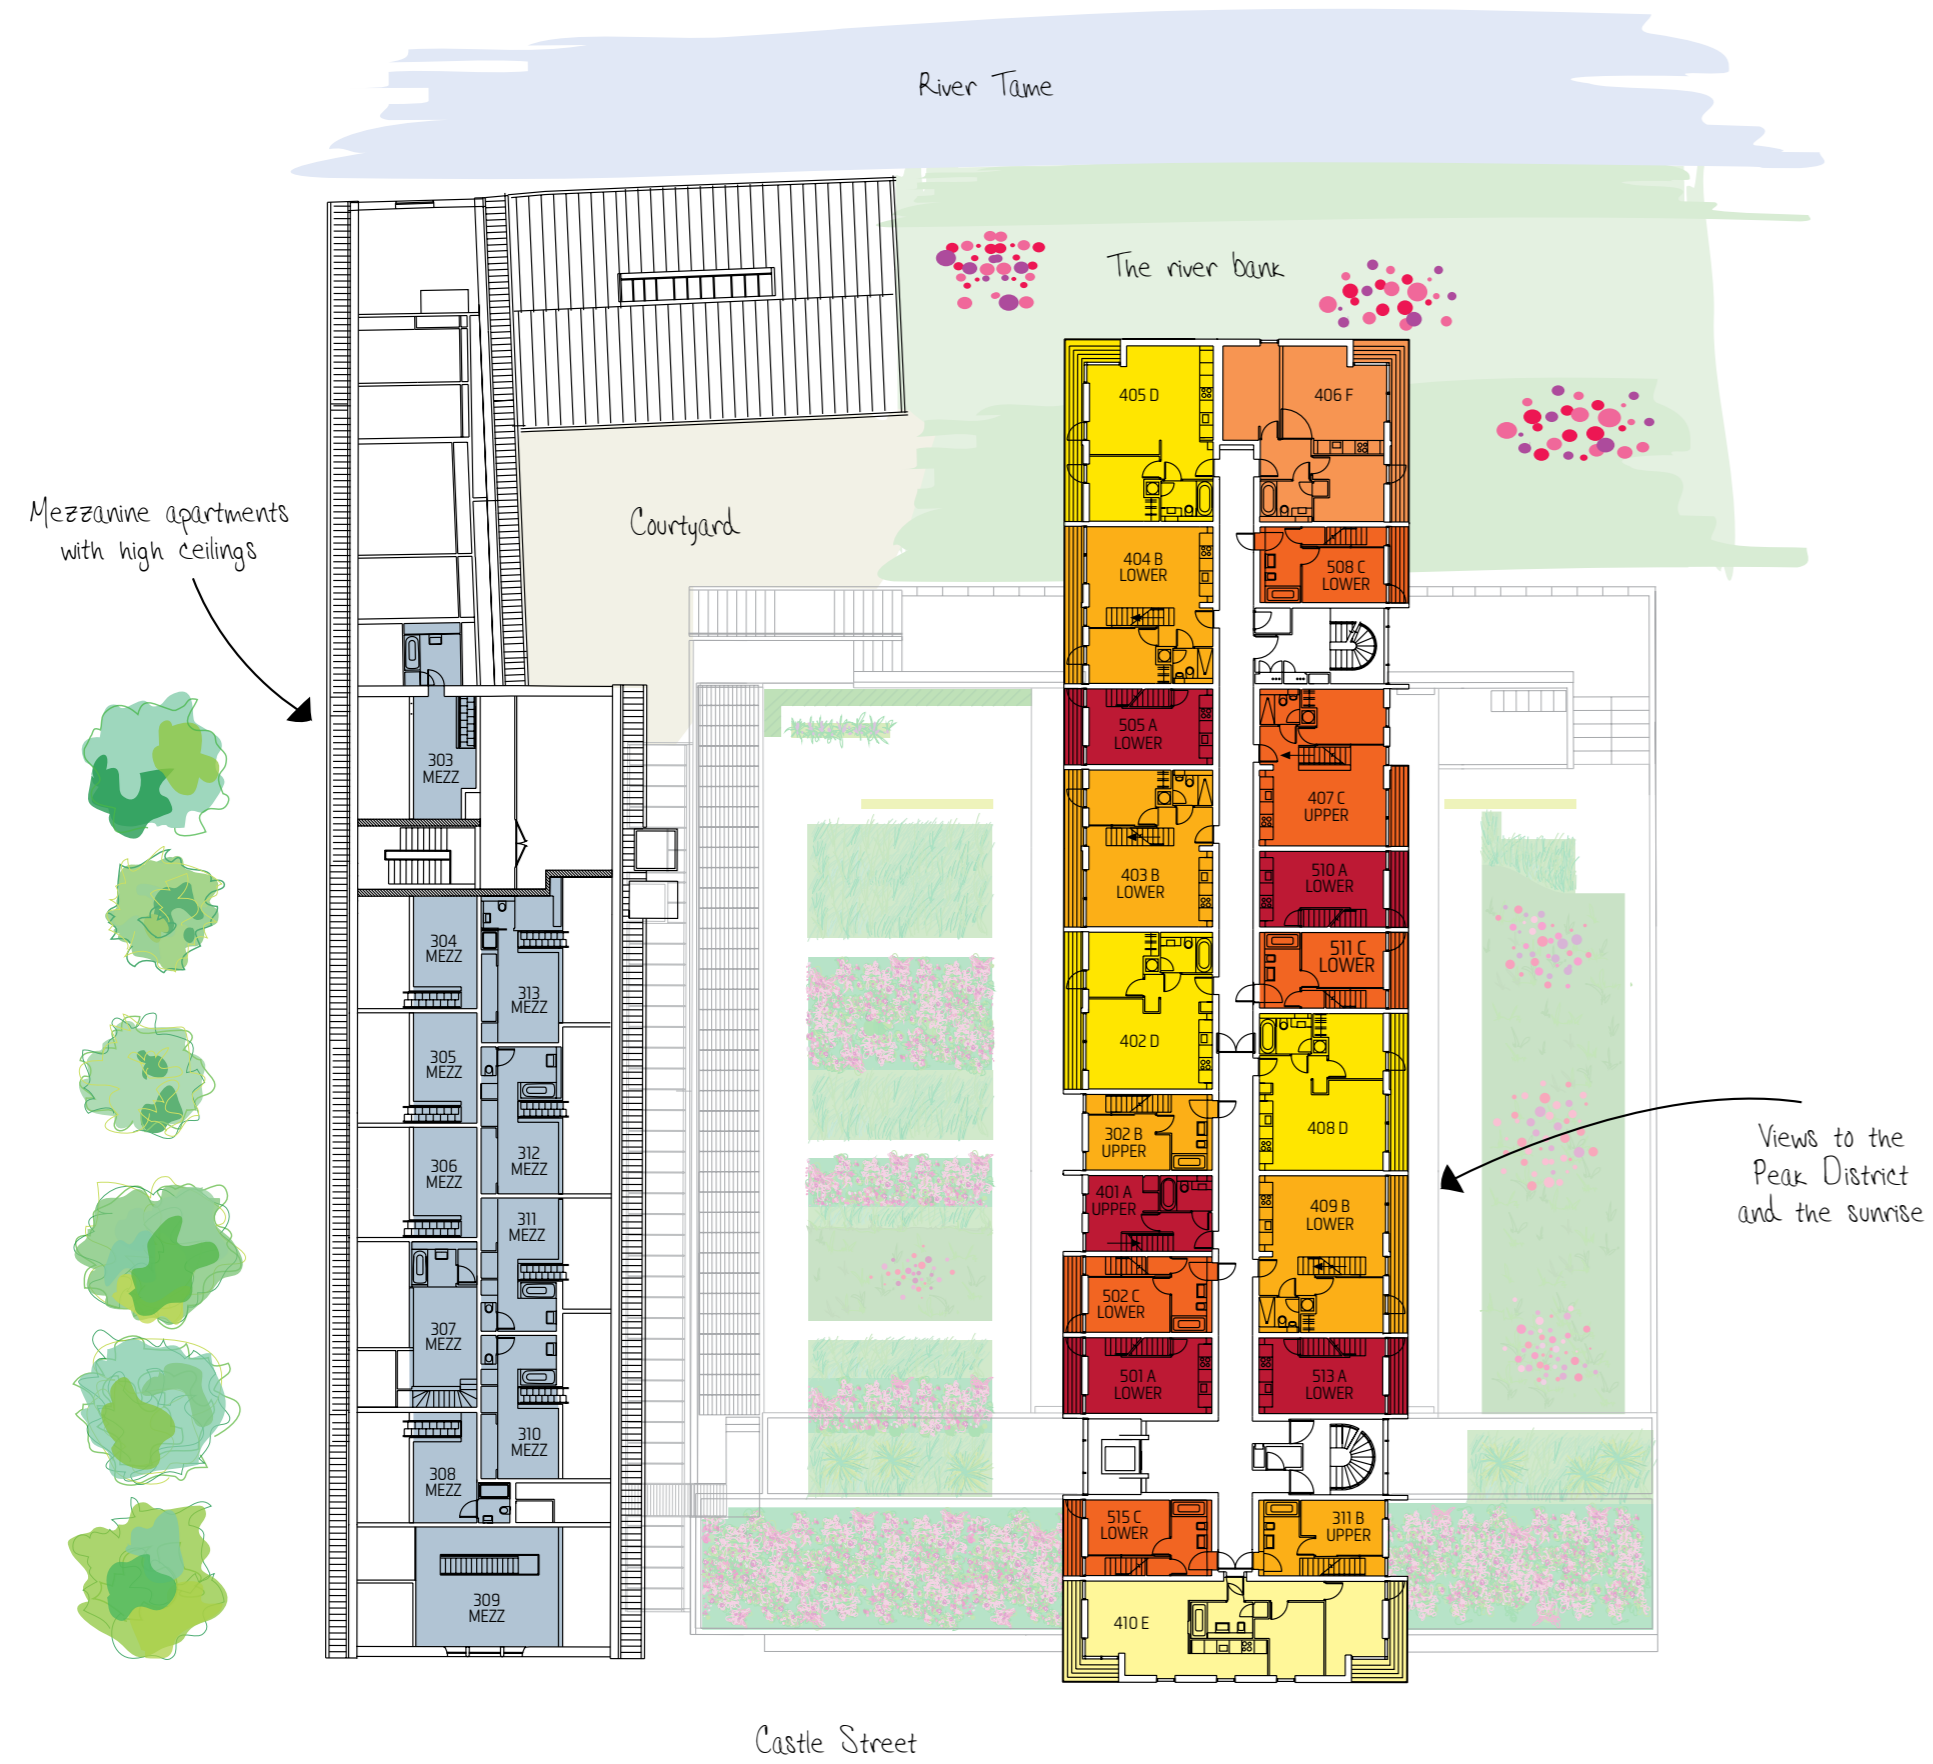 River Tame
The river bank
405 D
406 F
Mezzanine apartments
with high ceilings
Courtyard
404 B
LOWER
508 C
LOWER
505 A
LOWER
303
MEZZ
407 C
UPPER
403 B
LOWER
510 A
LOWER
304
MEZZ
511 C
LOWER
313
MEZZ
402 D
305
MEZZ
408 D
302 B
UPPER
Views to the
Peak District
and the sunrise
312
MEZZ
306
MEZZ
401 A
UPPER
409 B
LOWER
311
MEZZ
502 C
LOWER
307
MEZZ
501 A
LOWER
513 A
LOWER
310
MEZZ
308
MEZZ
515 C
LOWER
311 B
UPPER
309
MEZZ
410 E
Castle Street